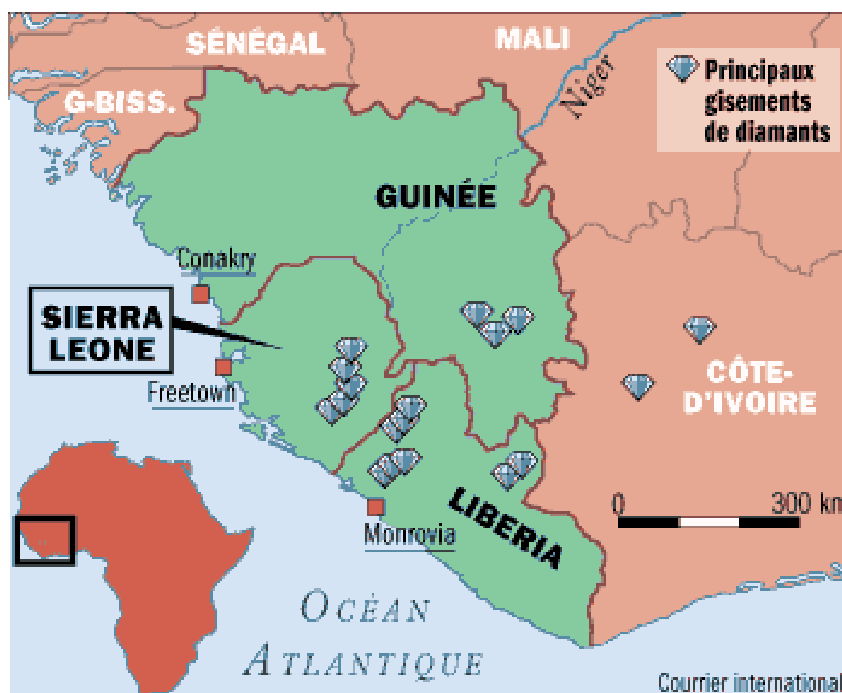 SÉNÉGAL
MALI
G-BISS.
Niger
Principaux
gisements
de diamants
GUINÉE
Conakry
SIERRA
LEONE
Freetown
CÔTE-
D'IVOIRE
0 300 km
LIBERIA
Monrovia
OCÉAN
ATLANTIQUE
Courrier international